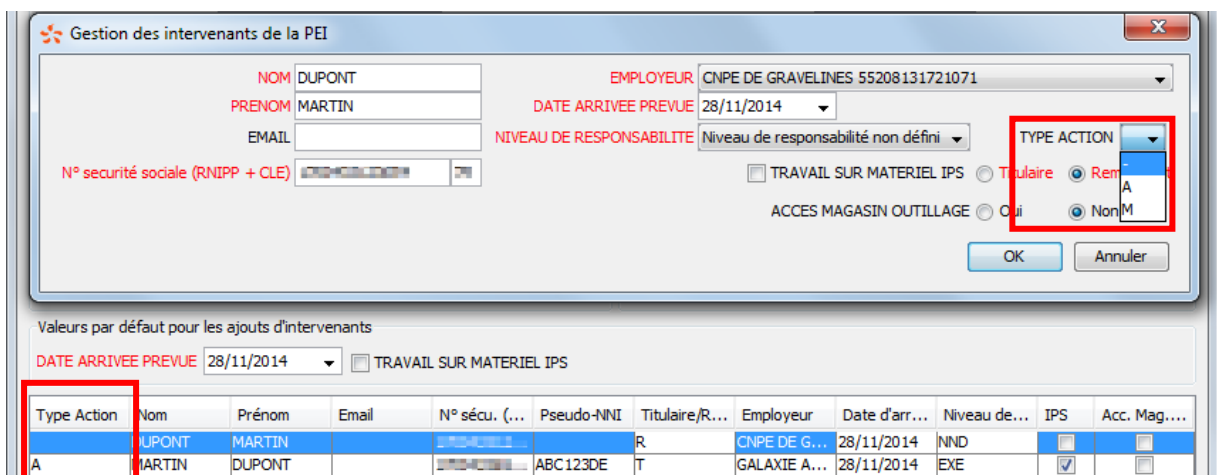 Gestion des intervenants de la PEI
NOM DUPONT EMPLOYEUR CNPE DE GRAVELINES 55208131721071
PRENOM MARTIN DATE ARRIVEE PREVUE 28/11/2014
EMAIL NIVEAU DE RESPONSABILITE Niveau de responsabilité non défini TYPE ACTION
-
N° securité sociale (RNIPP + CLE) TRAVAIL SUR MATERIEL IPS Titulaire
A
ACCES MAGASIN OUTILLAGE Oui Non M
OK Annuler
Valeurs par défaut pour les ajouts d'intervenants
DATE ARRIVEE PREVUE 28/11/2014 TRAVAIL SUR MATERIEL IPS
Type Action Nom Prénom Email N° sécu. (... Pseudo-NNI Titulaire/R... Employeur Date d'arr... Niveau de... IPS Acc. Mag....
DUPONT MARTIN R CNPE DE G... 28/11/2014 NND
A MARTIN DUPONT ABC123DE T GALAXIE A... 28/11/2014 EXE